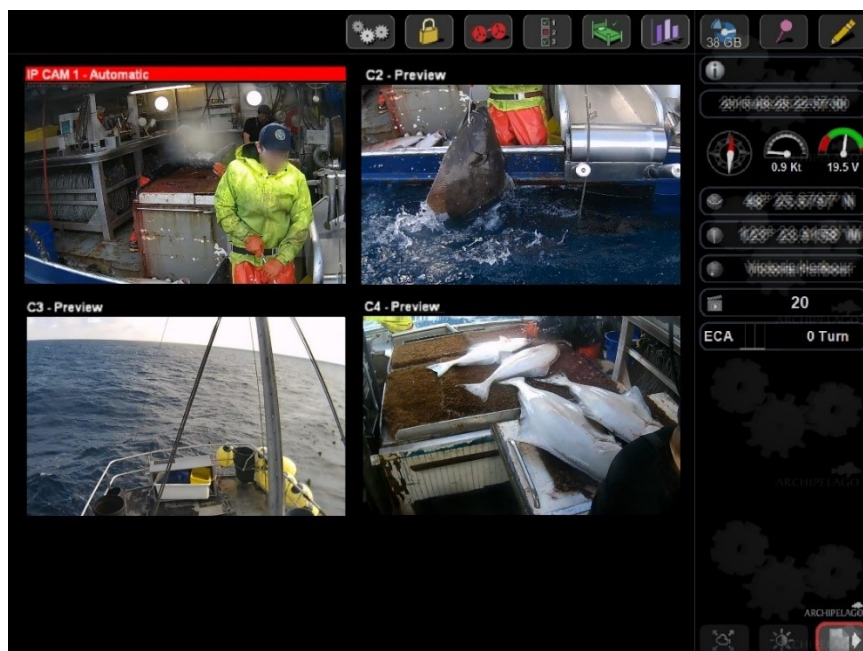 38 GB
IP CAM 1 - Automatic
C2 - Preview
0.9 Kt
19.5 V
C3 - Preview
C4 - Preview
20
ECA
0 Turn
ARCHIPELAGO
ARCHIPELAGO